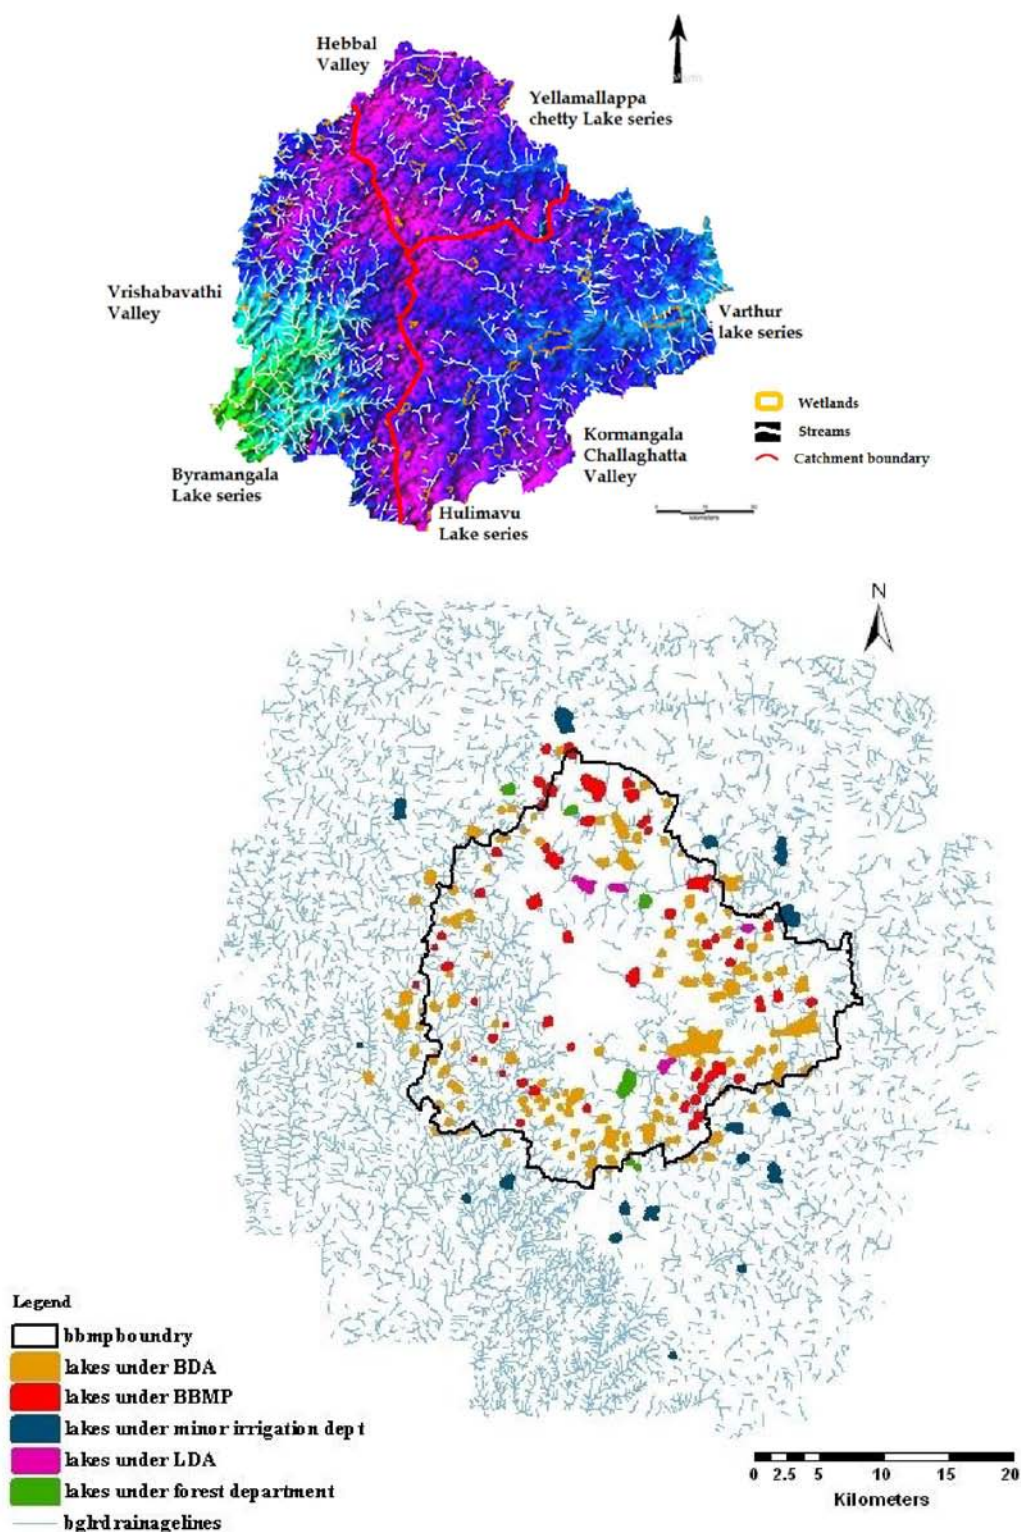 Hebbal
Valley
Yellamallappa
chetty Lake series
Vrishabavathi
Valley
Varthur
lake series
Wetlands
Streams
Catchment boundary
Kormangala
Challaghatta
Valley
Byramangala
Lake series
Hulimavu
Lake series
kilometers
N
Legend
bbmpboundry
lakes under BDA
lakes under BBMP
lakes under minor irrigation dept
lakes under LDA
lakes under forest department
bglrdrainagelines
0 2.5 5 10 15 20
Kilometers